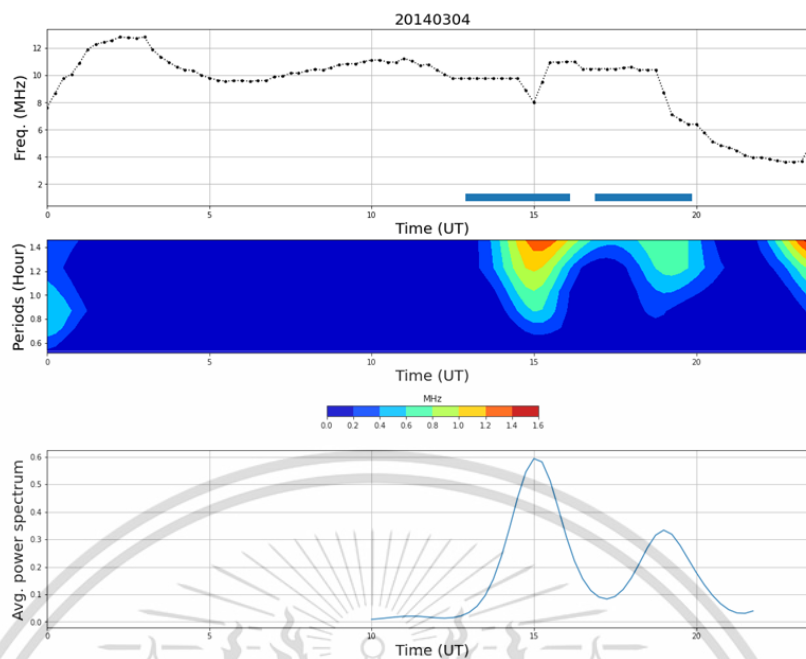 20140304
Freq. (MHz)
12
10
8
6
4
2
0 5 10 15 20
Time (UT)
Periods (Hour)
1.4
1.2
1.0
0.8
0.6
0 5 10 15 20
Time (UT)
MHz
0.0 0.2 0.4 0.6 0.8 1.0 1.2 1.4 1.6
Avg. power spectrum
0.6
0.5
0.4
0.3
0.2
0.1
0.0
0 5 10 15 20
Time (UT)